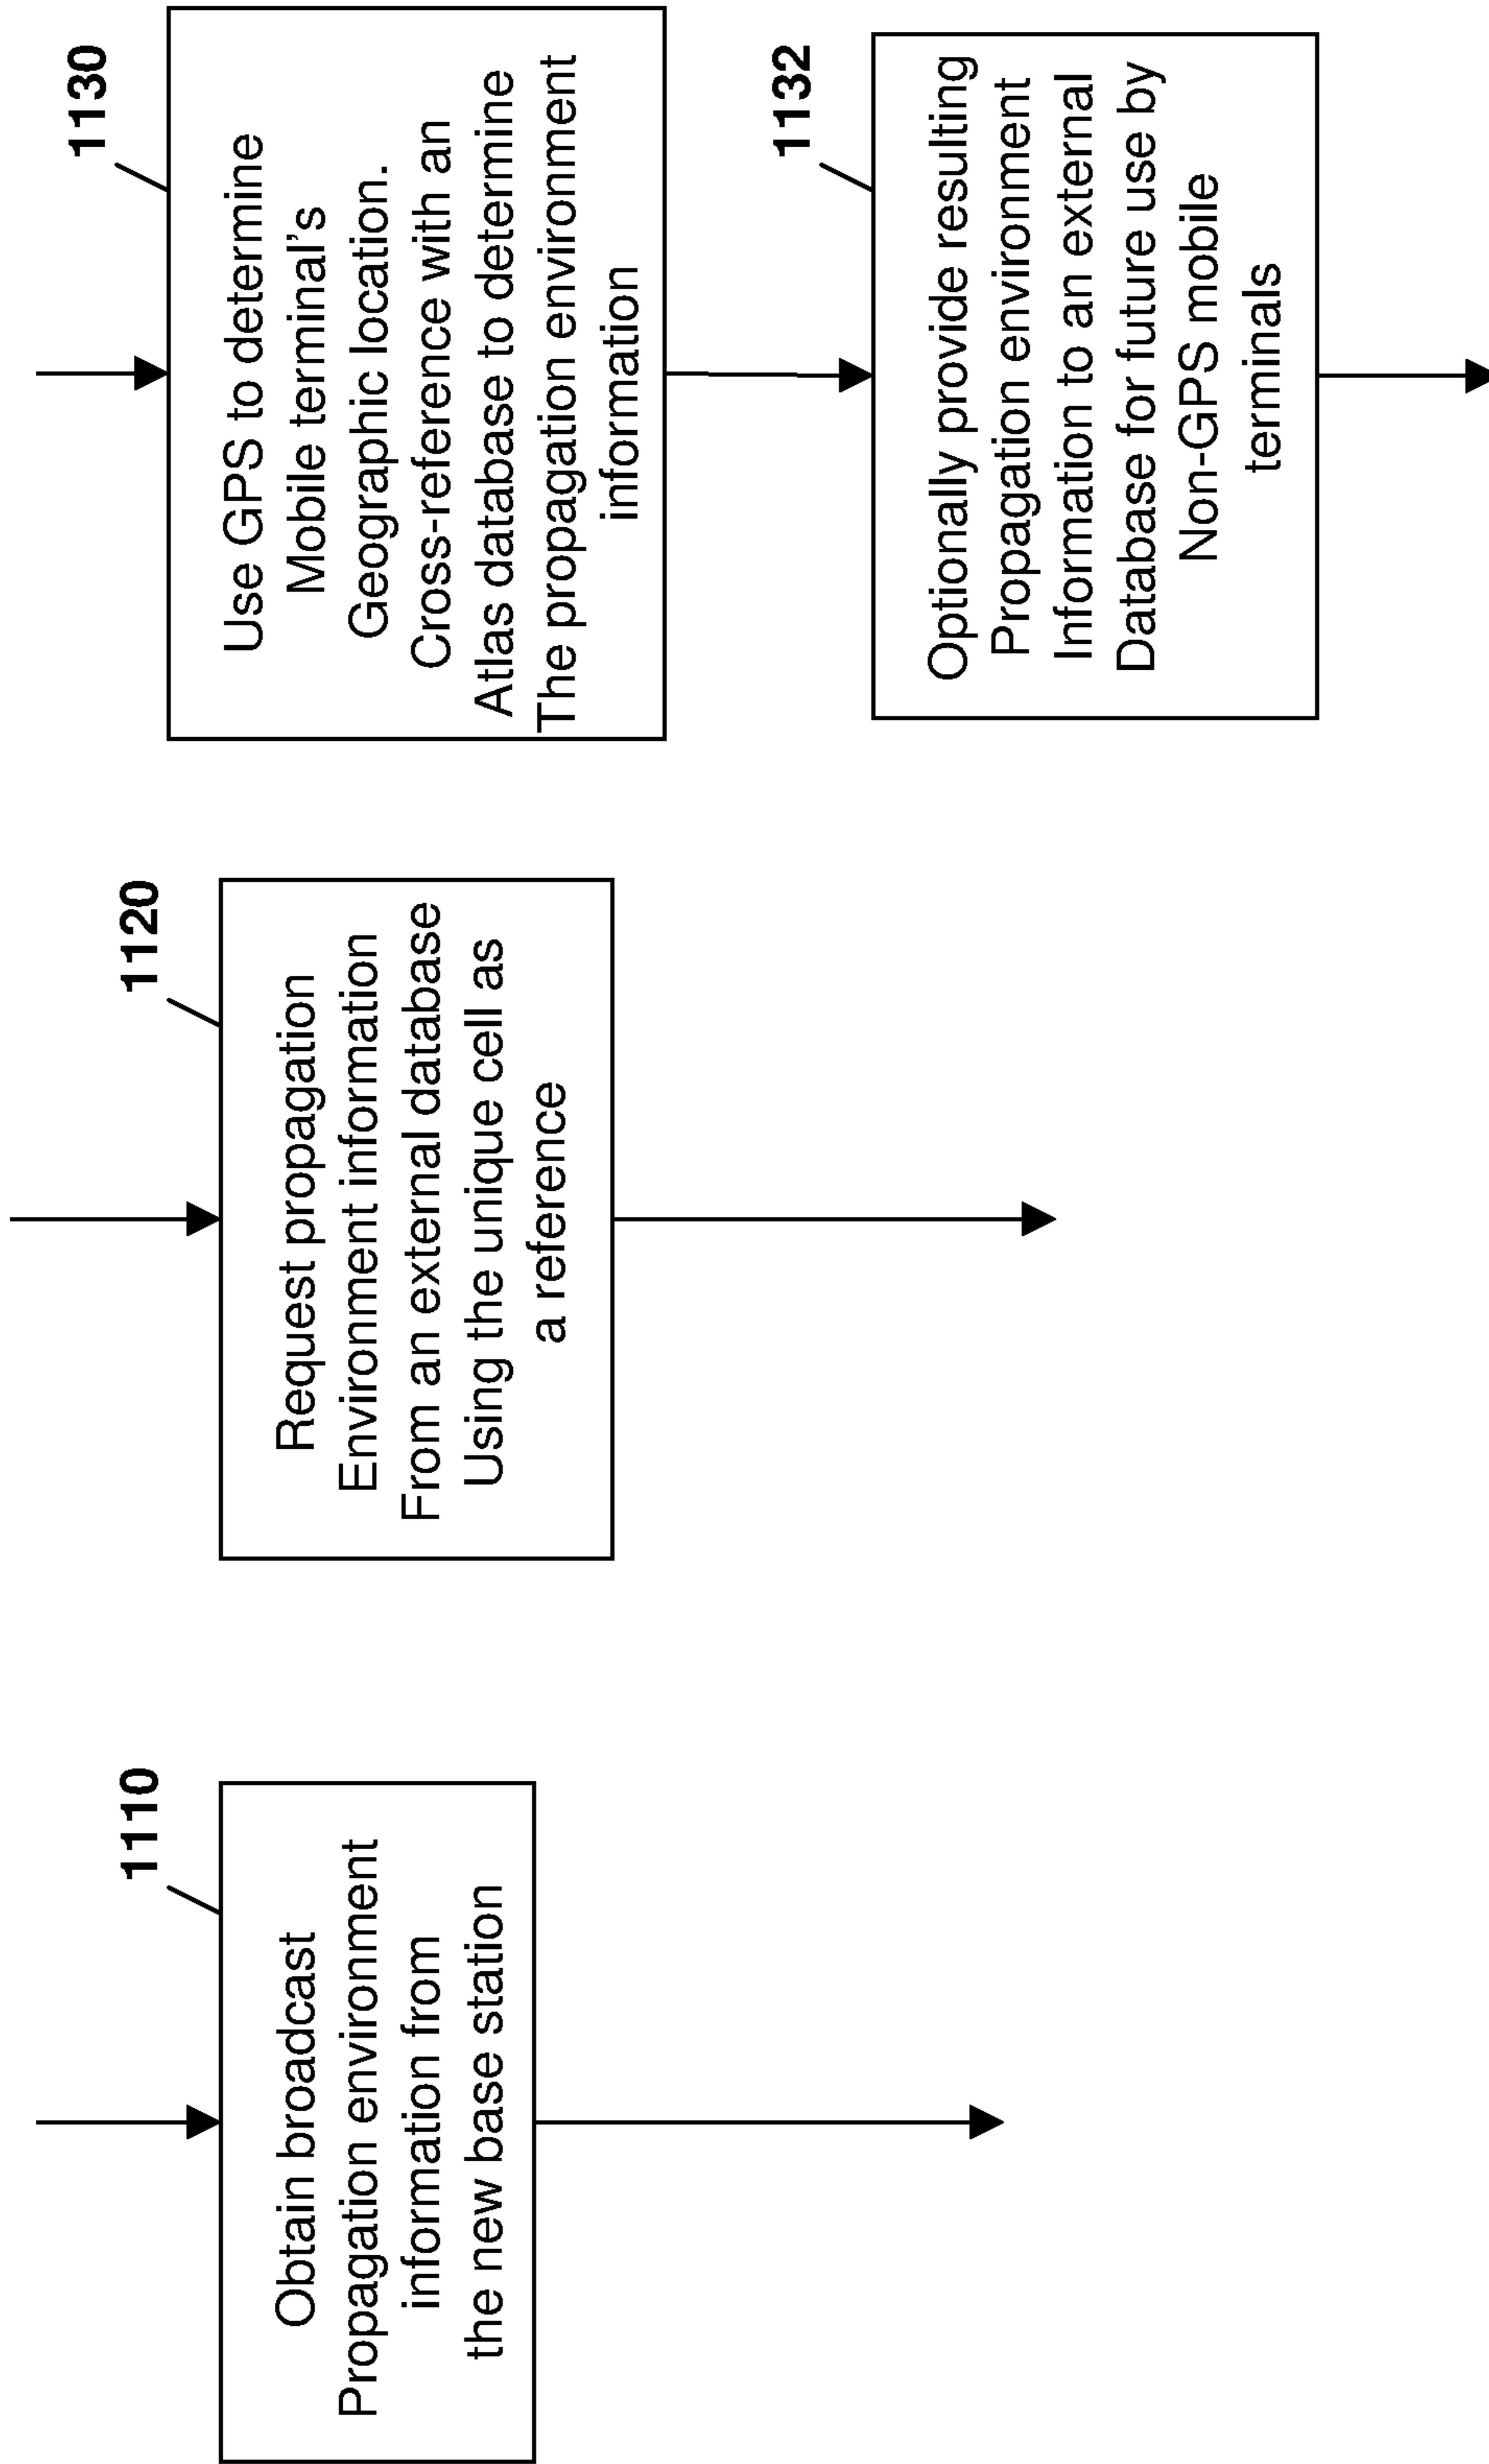 1110
Obtain broadcast
Propagation environment
information from
the new base station
1120
Request propagation
Environment information
From an external database
Using the unique cell as
a reference
1130
Use GPS to determine
Mobile terminal's
Geographic location.
Cross-reference with an
Atlas database to determine
The propagation environment
information
1132
Optionally provide resulting
Propagation environment
Information to an external
Database for future use by
Non-GPS mobile
terminals